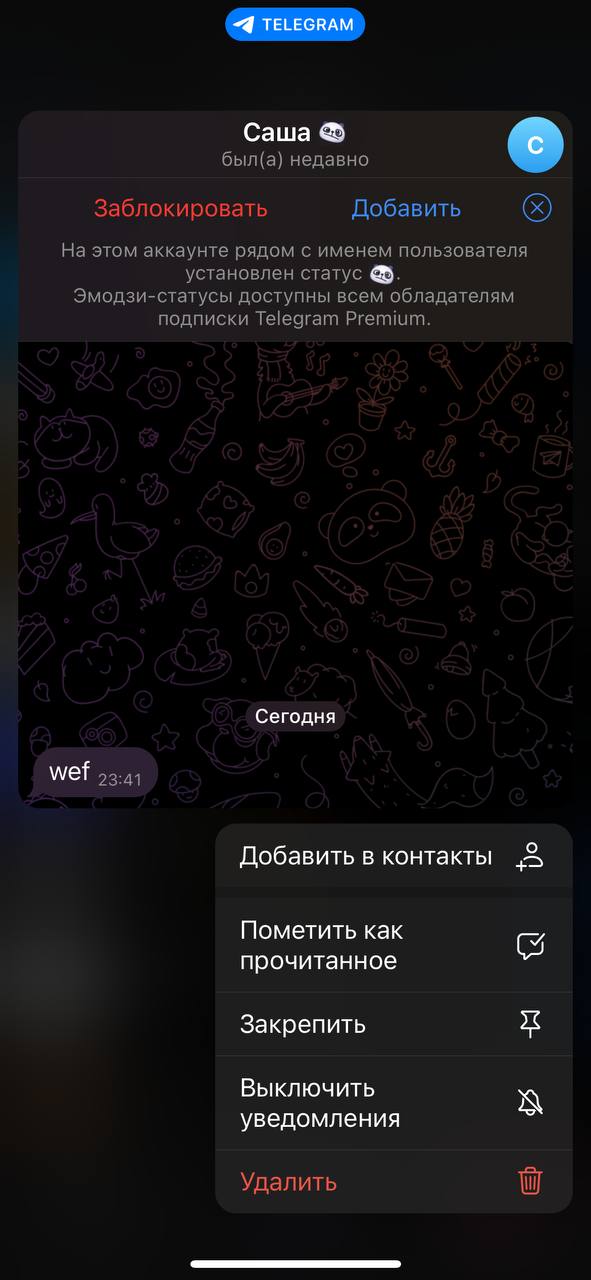 TELEGRAM
Саша
был(а) недавно
С
Заблокировать
Добавить
На этом аккаунте рядом с именем пользователя
установлен статус .
Эмодзи-статусы доступны всем обладателям
подписки Telegram Premium.
Сегодня
wef 23:41
Добавить в контакты
Пометить как
прочитанное
Закрепить
Выключить
уведомления
Удалить